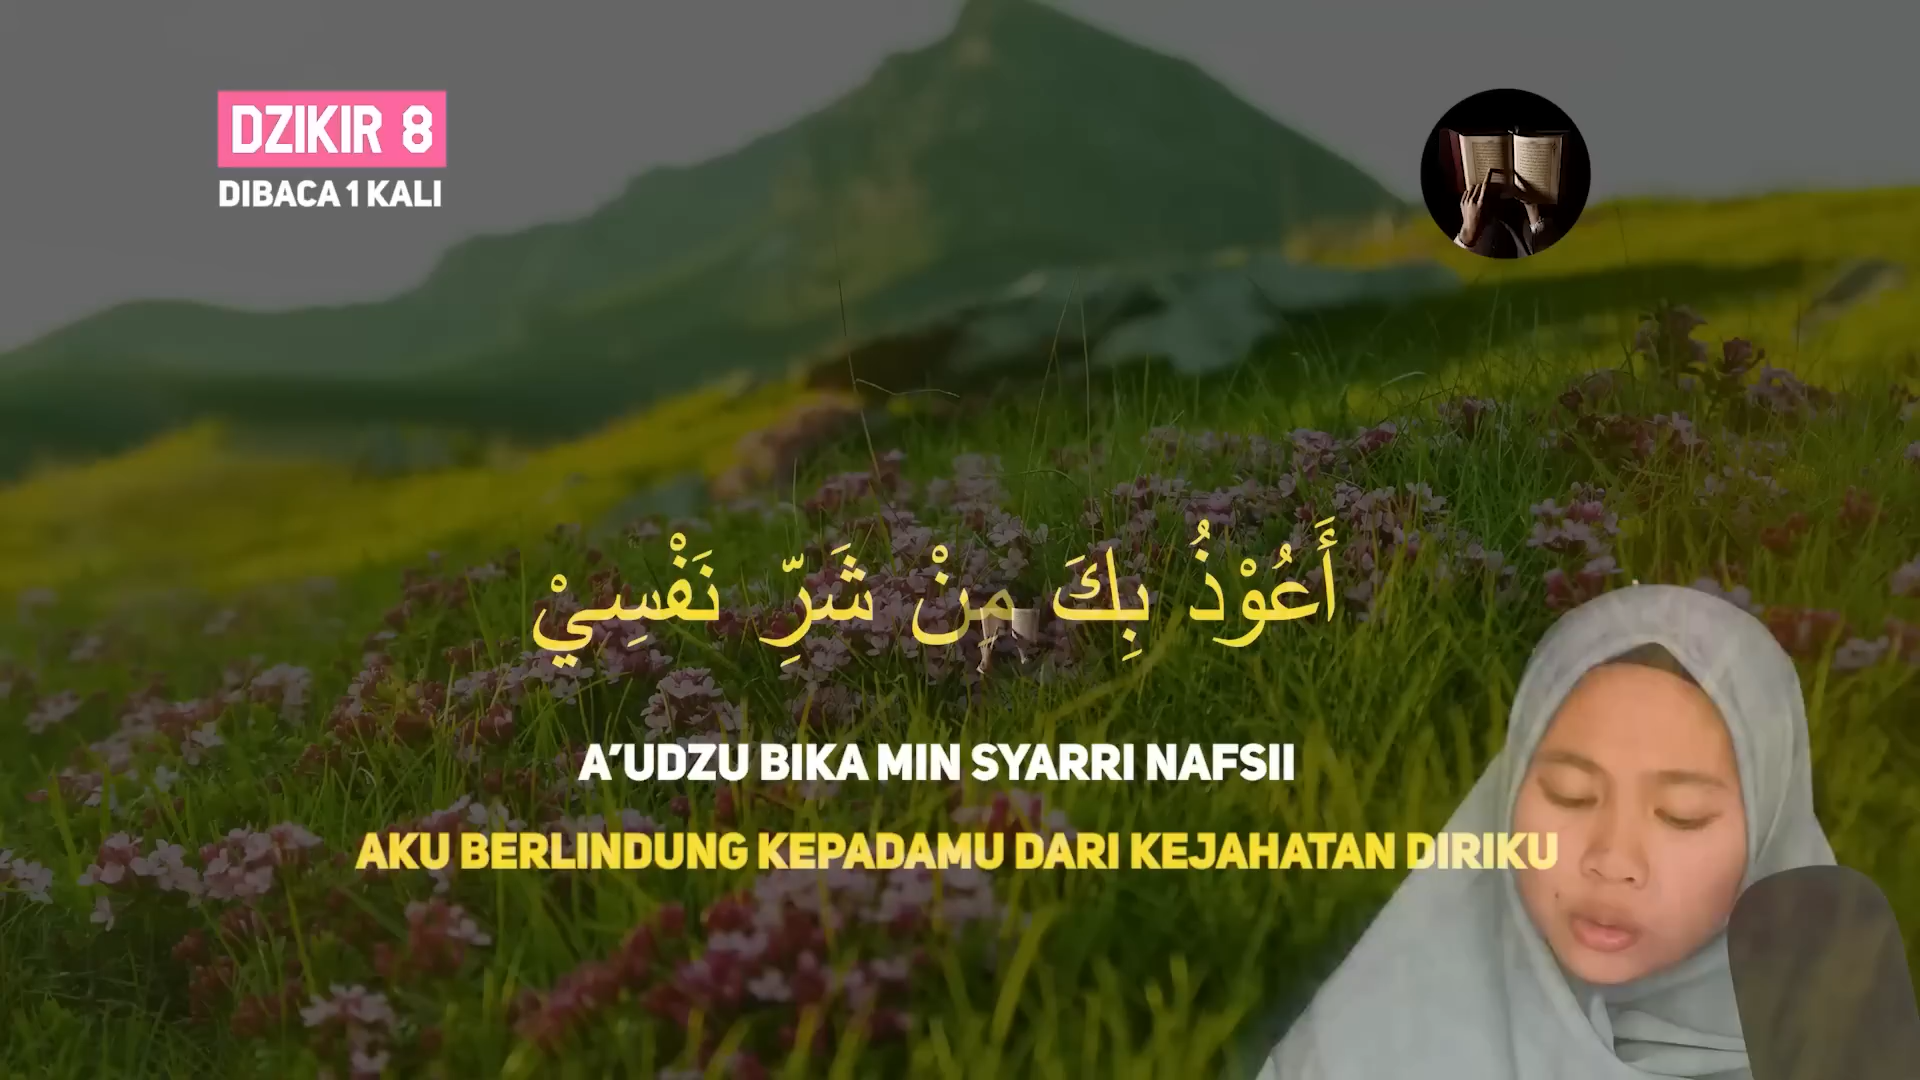 DZIKIR 8
DIBACA 1 KALI
أَعُوْذُ بِكَ مِنْ شَرِّ نَفْسِيْ
A'UDZU BIKA MIN SYARRI NAFSII
AKU BERLINDUNG KEPADAMU DARI KEJAHATAN DIRIKU